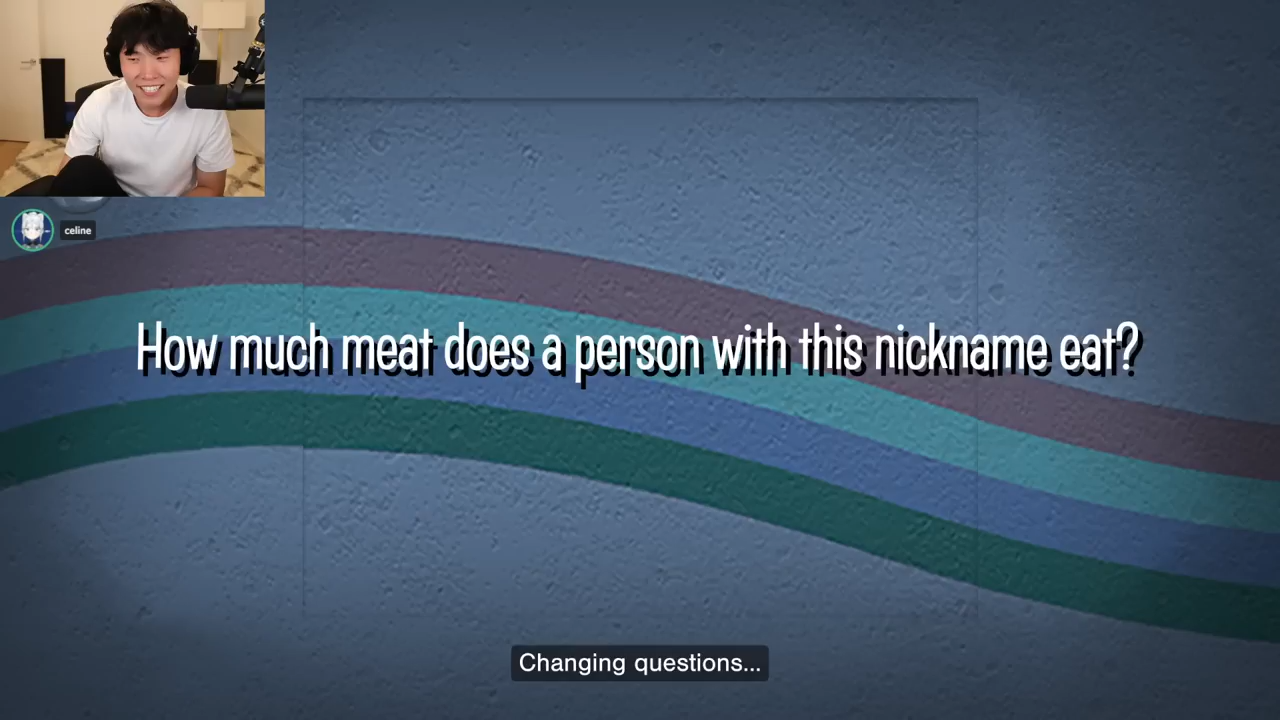 celine
How much meat does a person with this nickname eat?
Changing questions...